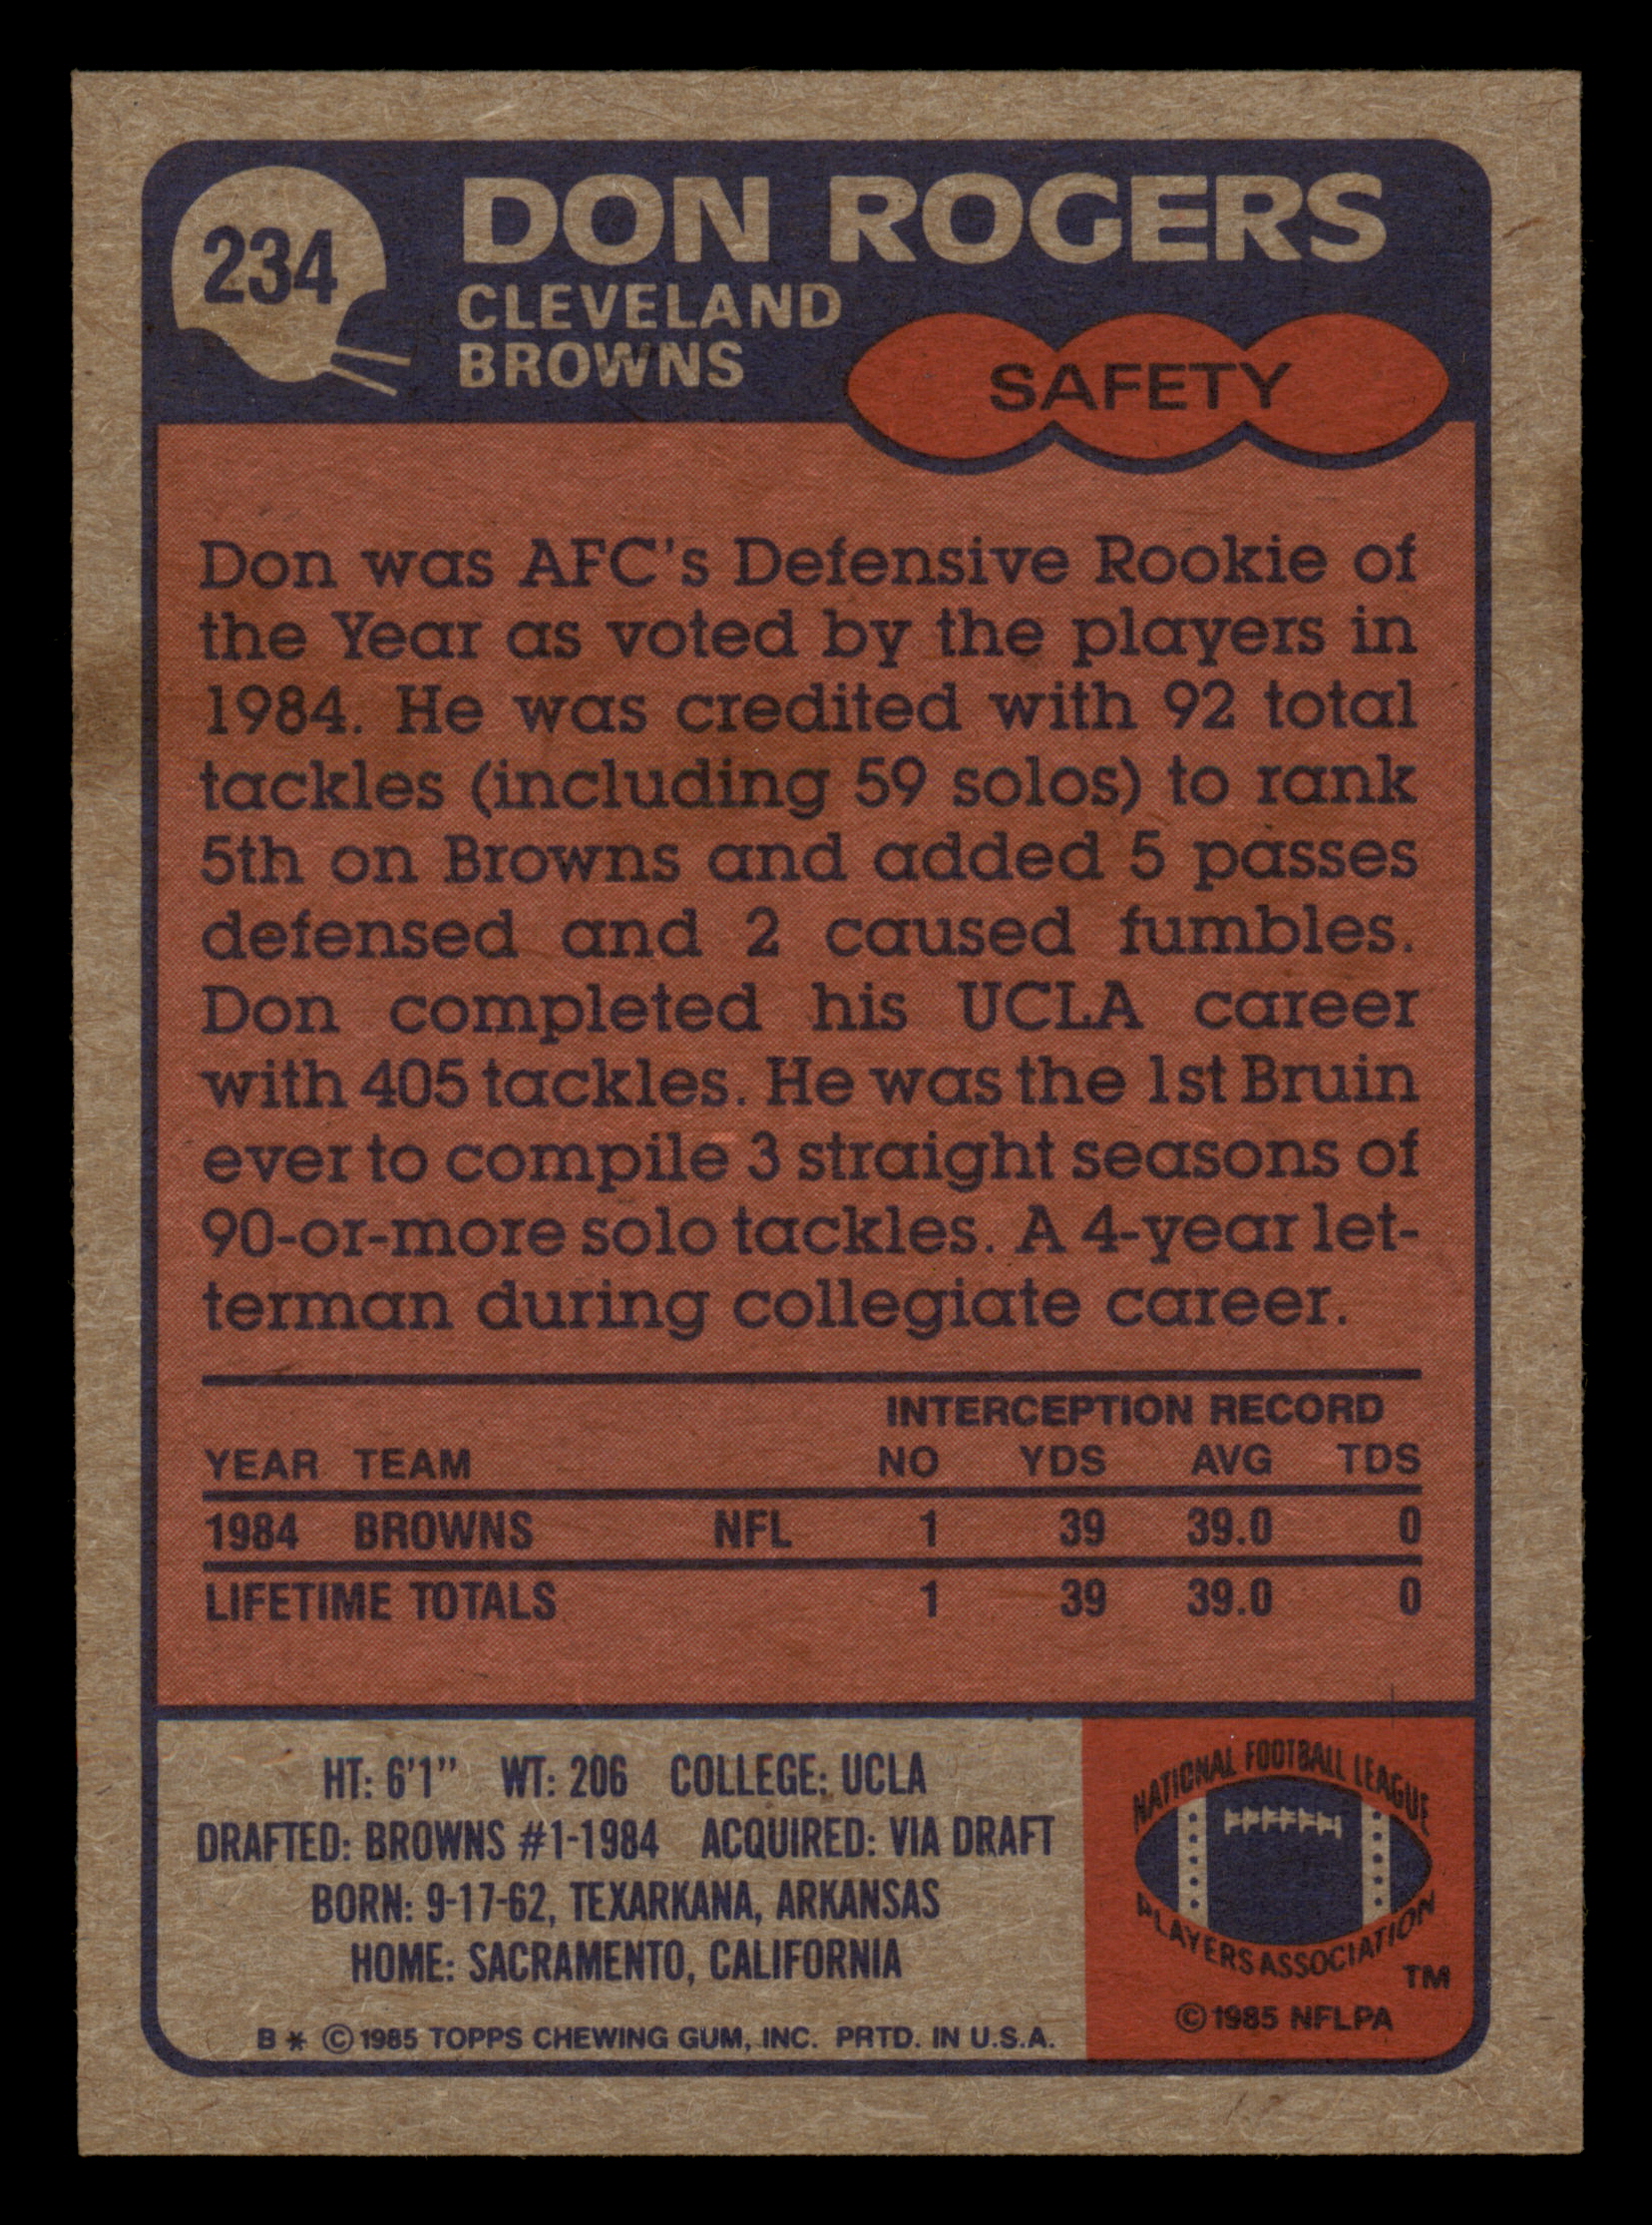 234
DON ROGERS
CLEVELAND
BROWNS
SAFETY
Don was AFC's Defensive Rookie of
the Year as voted by the players in
1984. He was credited with 92 total
tackles (including 59 solos) to rank
5th on Browns and added 5 passes
defensed and 2 caused fumbles.
Don completed his UCLA career
with 405 tackles. He was the 1st Bruin
ever to compile 3 straight seasons of
90-or-more solo tackles. A 4-year let-
terman during collegiate career.
INTERCEPTION RECORD
YEAR TEAM NO YDS AVG TDS
1984 BROWNS NFL 1 39 39.0 0
LIFETIME TOTALS 1 39 39.0 0
HT: 6'1" WT: 206 COLLEGE: UCLA
DRAFTED: BROWNS #1-1984 ACQUIRED: VIA DRAFT
BORN: 9-17-62, TEXARKANA, ARKANSAS
HOME: SACRAMENTO, CALIFORNIA
B * © 1985 TOPPS CHEWING GUM, INC. PRTD. IN U.S.A.
NATIONAL FOOTBALL LEAGUE
PLAYERS ASSOCIATION
TM
© 1985 NFLPA